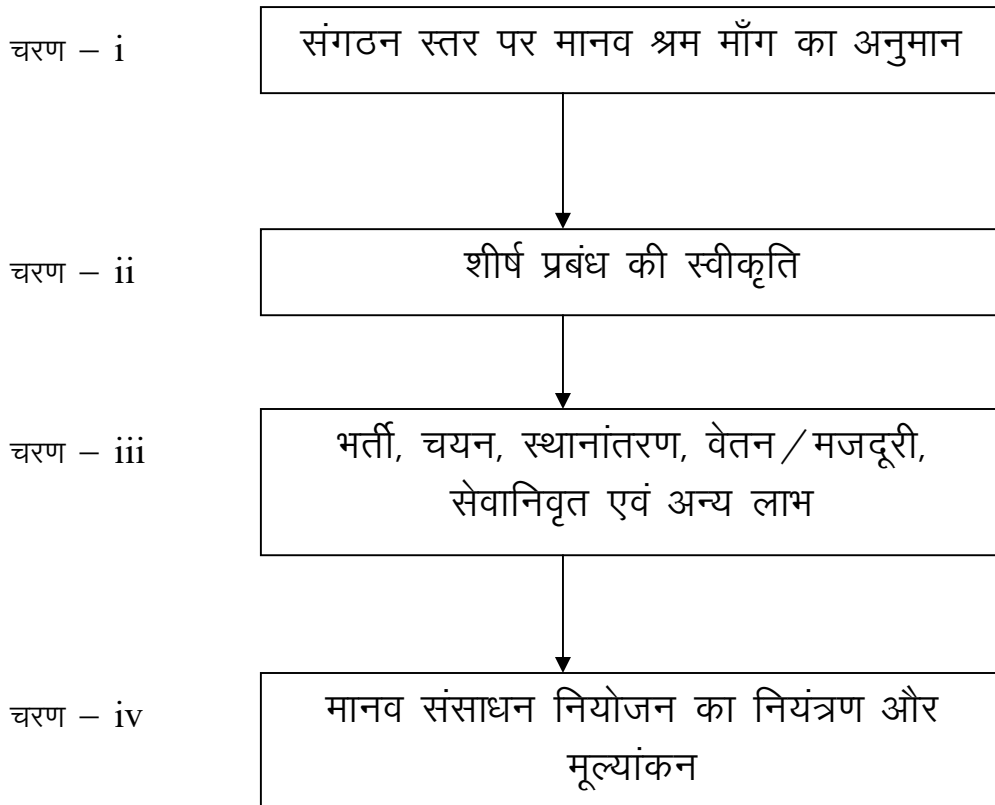 चरण – i
संगठन स्तर पर मानव श्रम माँग का अनुमान
चरण – ii
शीर्ष प्रबंध की स्वीकृति
चरण – iii
भर्ती, चयन, स्थानांतरण, वेतन/मजदूरी,
सेवानिवृत एवं अन्य लाभ
चरण – iv
मानव संसाधन नियोजन का नियंत्रण और
मूल्यांकन